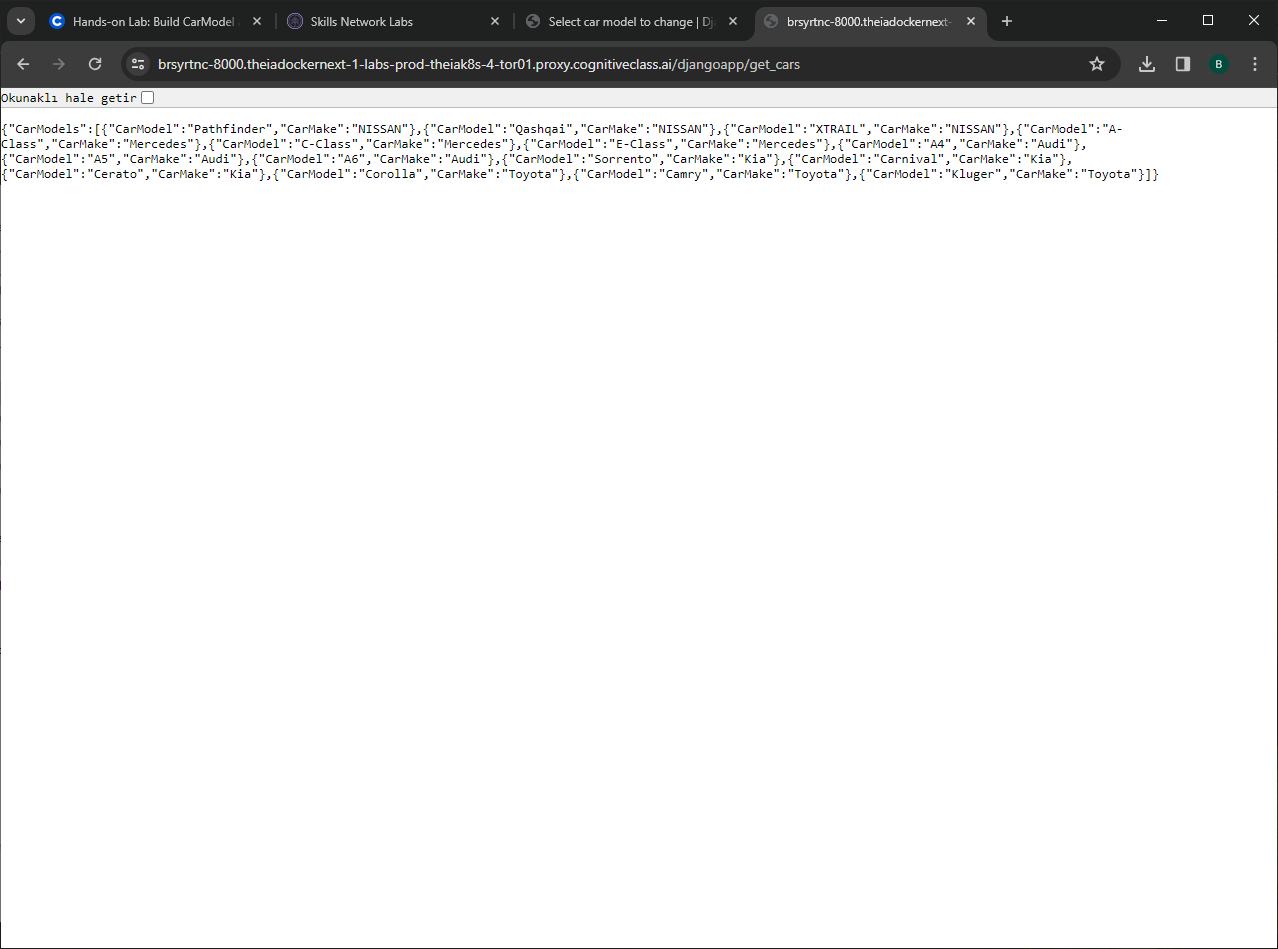 Hands-on Lab: Build CarModel
Skills Network Labs
Select car model to change | Dj
brsyrtnc-8000.theiadockernext-
brsyrtnc-8000.theiadockernext-1-labs-prod-theiak8s-4-tor01.proxy.cognitiveclass.ai/djangoapp/get_cars
B
Okunaklı hale getir
{"CarModels":[{"CarModel":"Pathfinder","CarMake":"NISSAN"},{"CarModel":"Qashqai","CarMake":"NISSAN"},{"CarModel":"XTRAIL","CarMake":"NISSAN"},{"CarModel":"A-
Class","CarMake":"Mercedes"},{"CarModel":"C-Class","CarMake":"Mercedes"},{"CarModel":"E-Class","CarMake":"Mercedes"},{"CarModel":"A4","CarMake":"Audi"},
{"CarModel":"A5","CarMake":"Audi"},{"CarModel":"A6","CarMake":"Audi"},{"CarModel":"Sorrento","CarMake":"Kia"},{"CarModel":"Carnival","CarMake":"Kia"},
{"CarModel":"Cerato","CarMake":"Kia"},{"CarModel":"Corolla","CarMake":"Toyota"},{"CarModel":"Camry","CarMake":"Toyota"},{"CarModel":"Kluger","CarMake":"Toyota"}]}